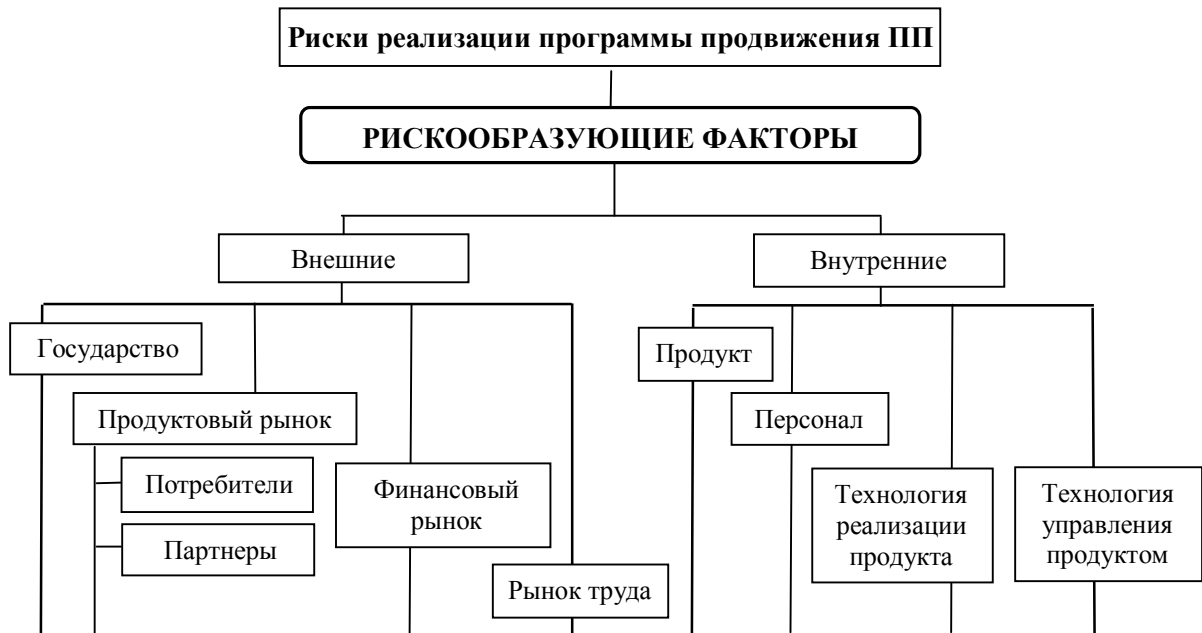 Риски реализации программы продвижения ПП
РИСКООБРАЗУЮЩИЕ ФАКТОРЫ
Внешние
Внутренние
Государство
Продуктовый рынок
Потребители
Партнеры
Финансовый
рынок
Рынок труда
Продукт
Персонал
Технология
реализации
продукта
Технология
управления
продуктом